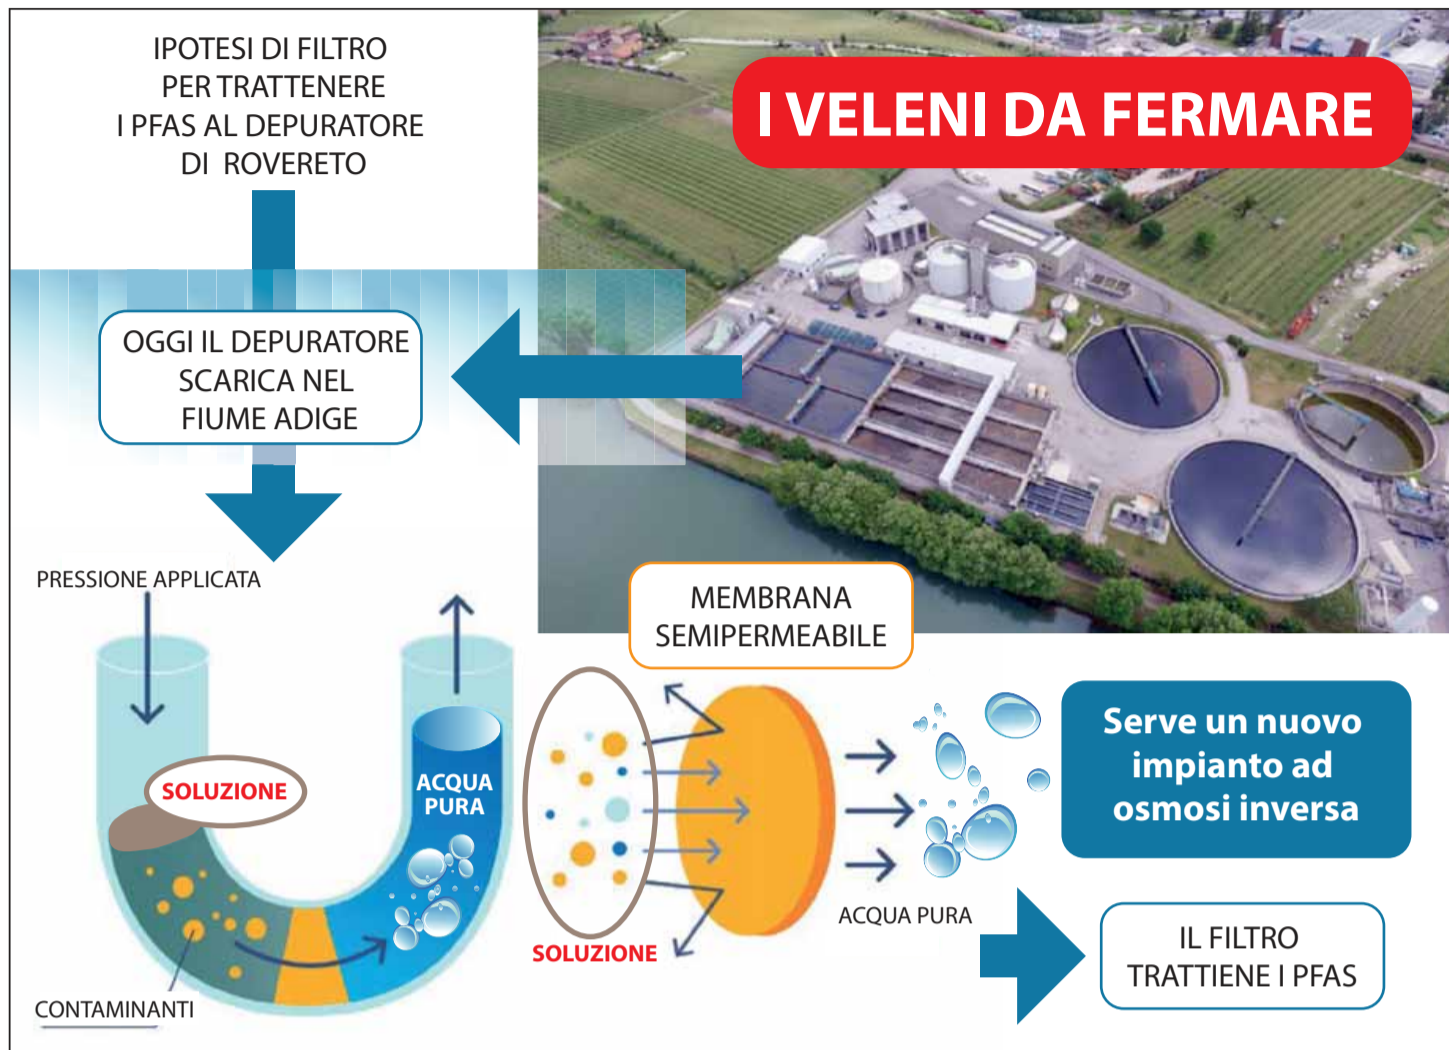 IPOTESI DI FILTRO
PER TRATTENERE
I PFAS AL DEPURATORE
DI ROVERETO
I VELENI DA FERMARE
OGGI IL DEPURATORE
SCARICA NEL
FIUME ADIGE
PRESSIONE APPLICATA
SOLUZIONE
ACQUA
PURA
CONTAMINANTI
MEMBRANA
SEMIPERMEABILE
SOLUZIONE
ACQUA PURA
Serve un nuovo
impianto ad
osmosi inversa
IL FILTRO
TRATTIENE I PFAS